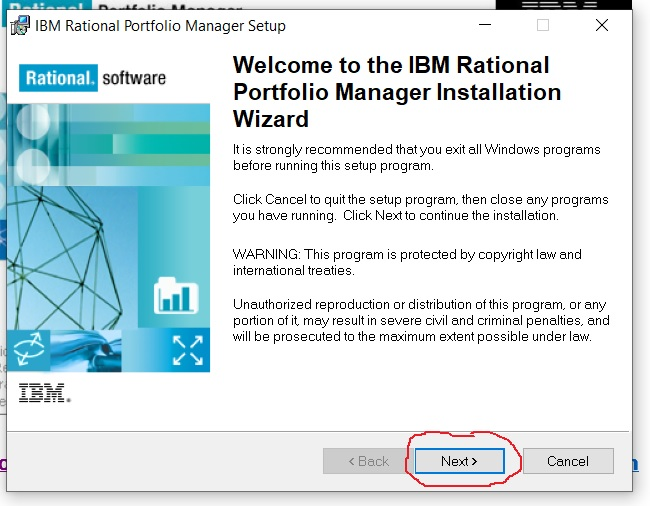 Rational Portfolio Manager
IBM Rational Portfolio Manager Setup
Rational. software
Welcome to the IBM Rational
Portfolio Manager Installation
Wizard
It is strongly recommended that you exit all Windows programs
before running this setup program.
Click Cancel to quit the setup program, then close any programs
you have running. Click Next to continue the installation.
WARNING: This program is protected by copyright law and
international treaties.
Unauthorized reproduction or distribution of this program, or any
portion of it, may result in severe civil and criminal penalties, and
will be prosecuted to the maximum extent possible under law.
IBM.
< Back
Next >
Cancel